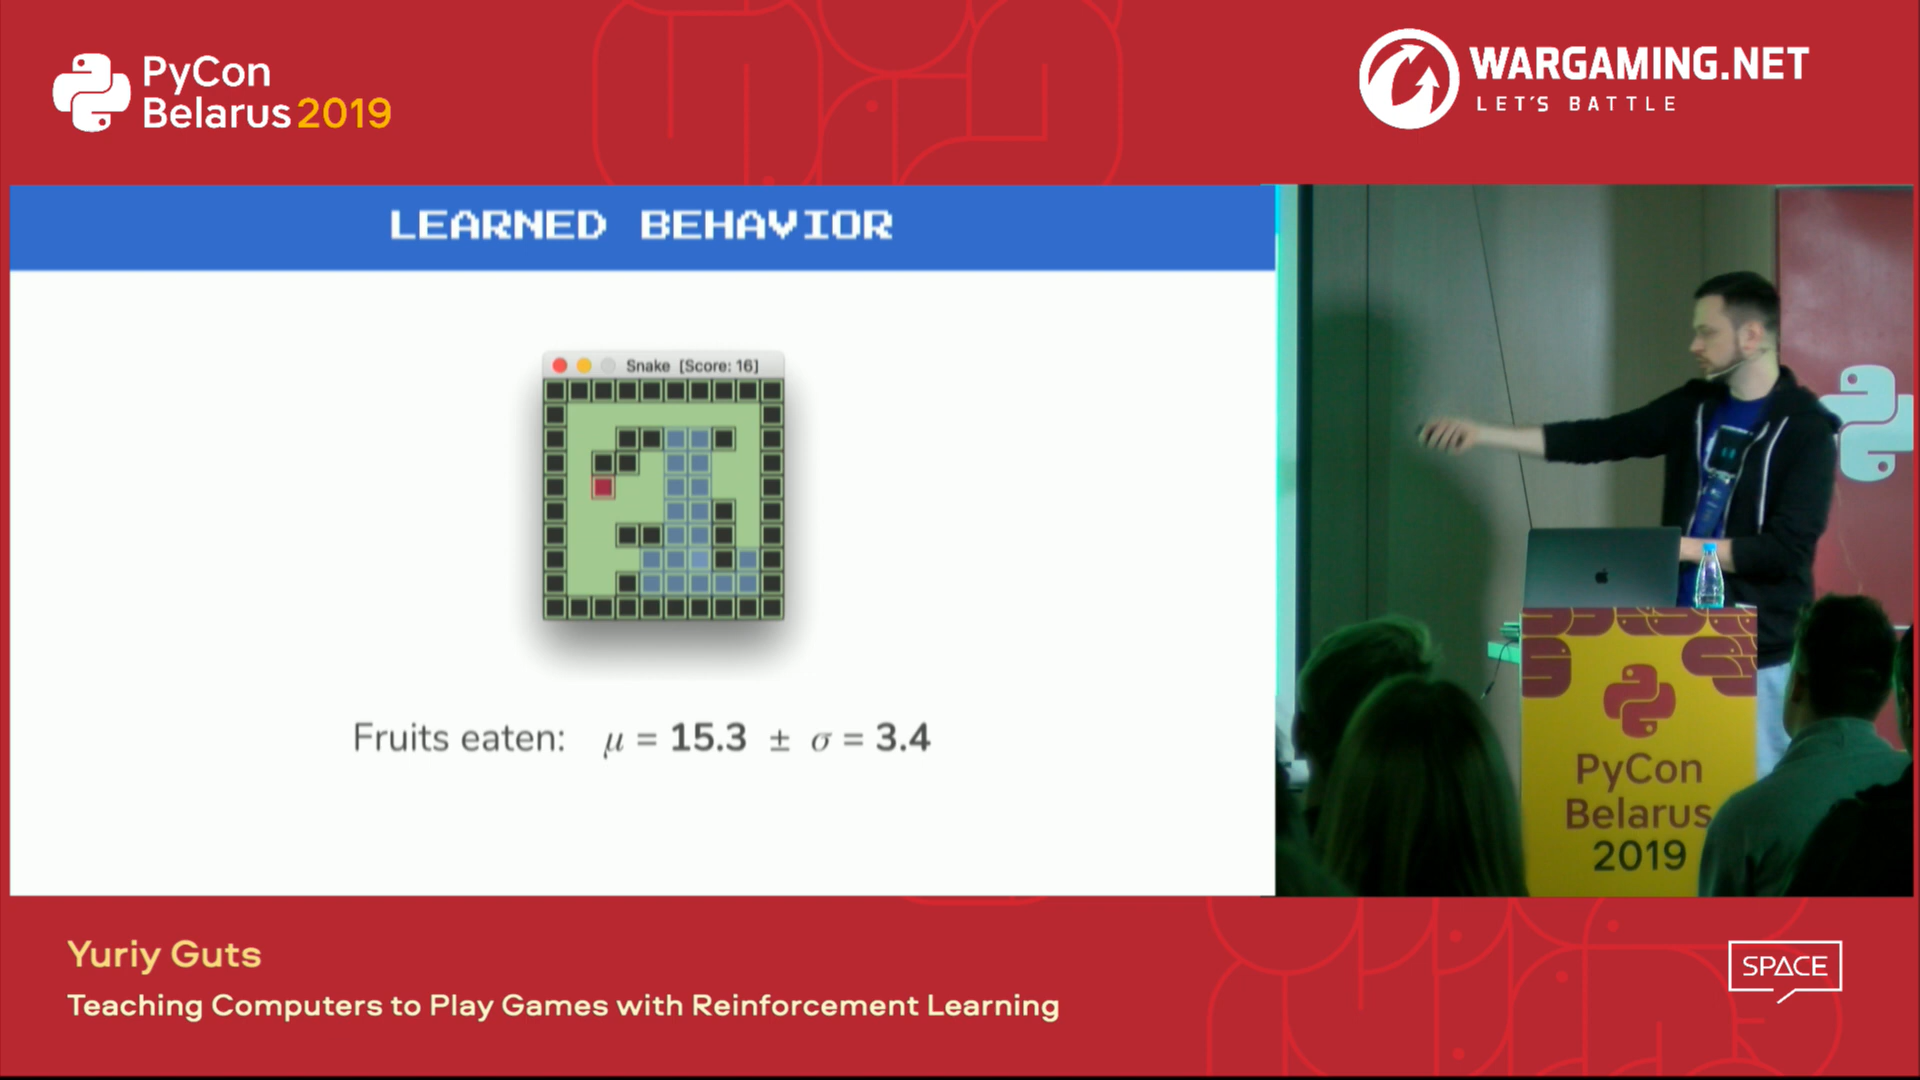 PyCon
Belarus 2019
WARGAMING.NET
LET'S BATTLE
LEARNED BEHAVIOR
Snake [Score: 16]
Fruits eaten: μ = 15.3 ± σ = 3.4
PyCon
Belarus
2019
Yuriy Guts
Teaching Computers to Play Games with Reinforcement Learning
SPACE